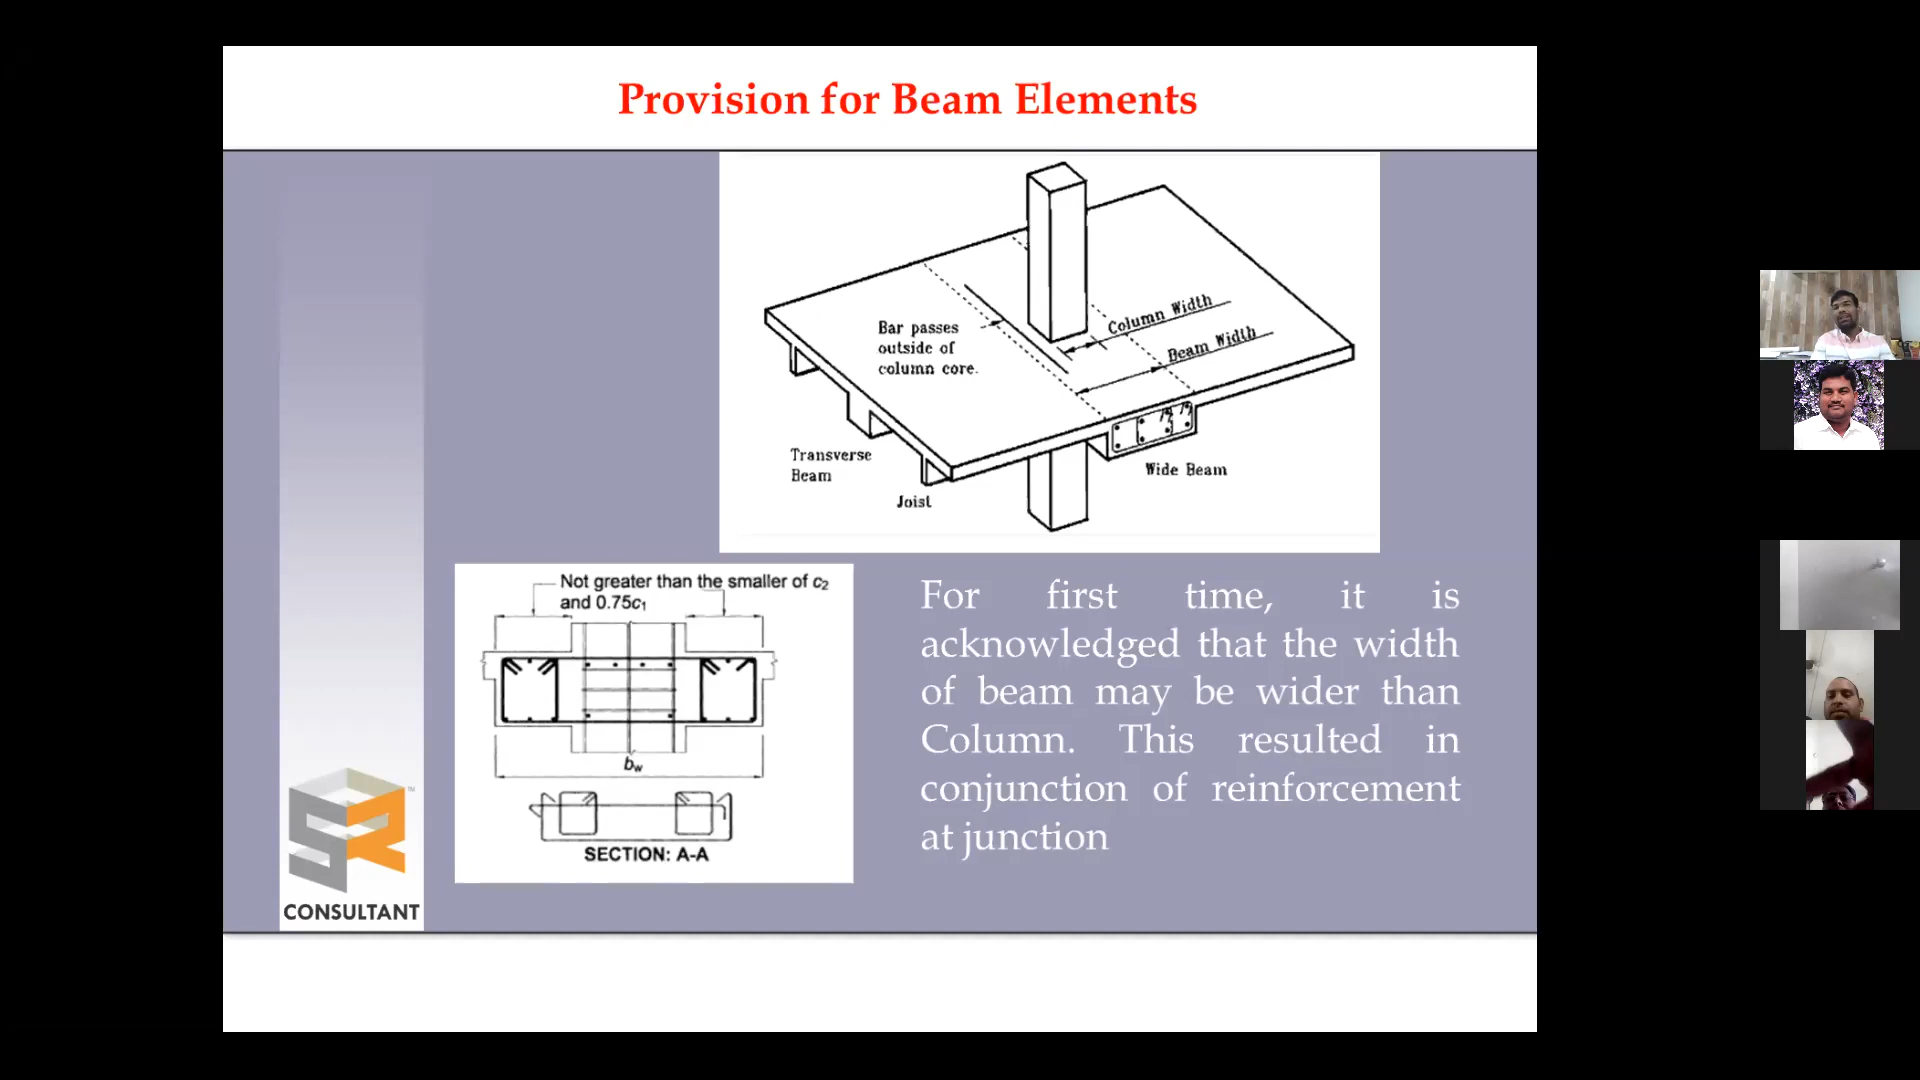 Provision for Beam Elements
Column Width
Bar passes
outside of
column core.
Beam Width
Transverse
Beam
Wide Beam
Joist
Not greater than the smaller of c₂
and 0.75c₁
bw
SECTION: A-A
For first time, it is
acknowledged that the width
of beam may be wider than
Column. This resulted in
conjunction of reinforcement
at junction
SR
TM
CONSULTANT